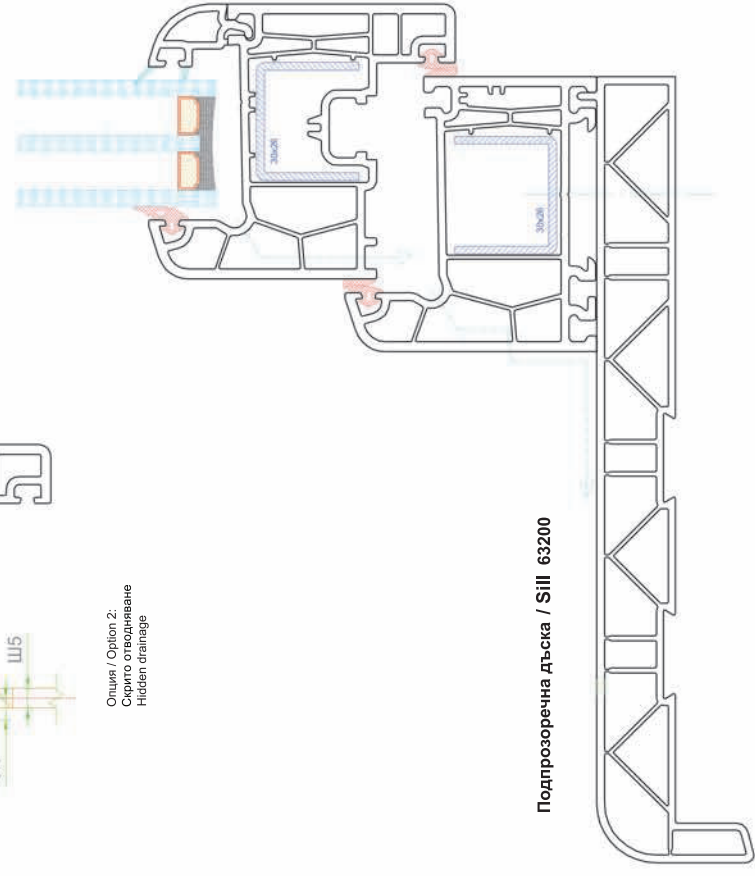 Ш5
Опция / Option 2:
Скрито отводняване
Hidden drainage
30x26
30x26
Подпрозоречна дъска / Sill 63200